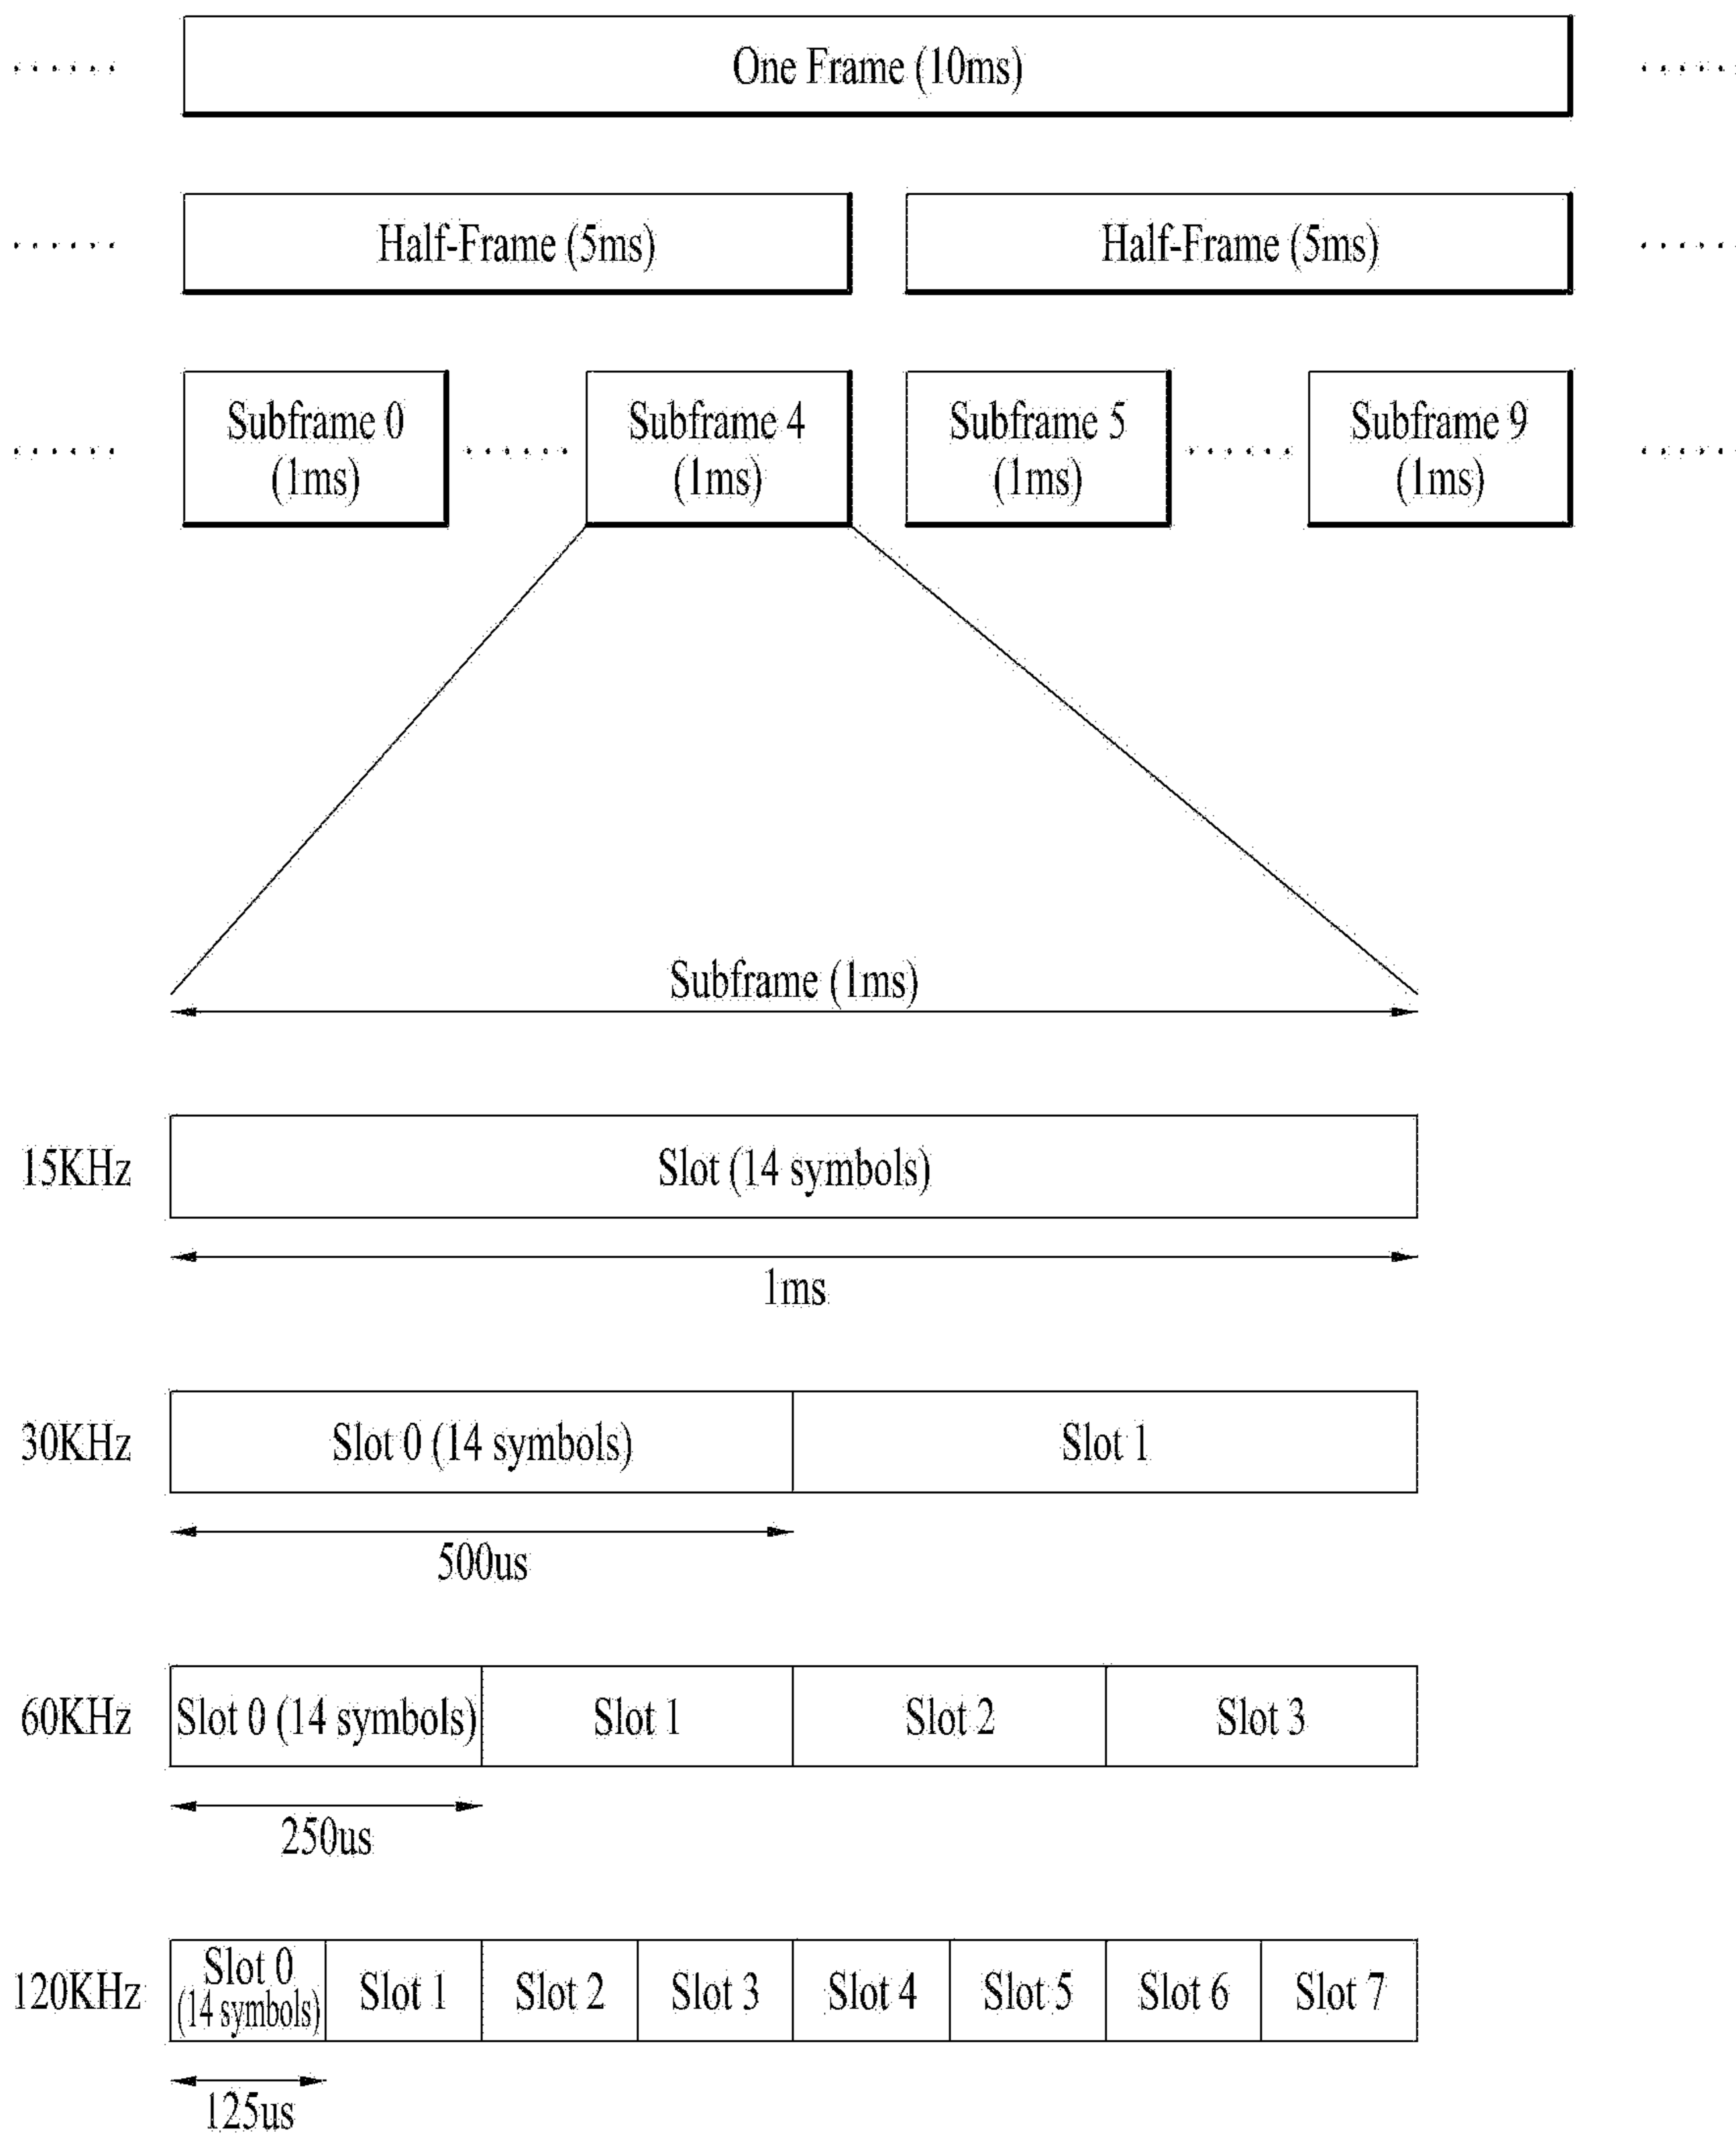 One Frame (10ms)
Half-Frame (5ms)
Half-Frame (5ms)
Subframe 0
(1ms)
Subframe 4
(1ms)
Subframe 5
(1ms)
Subframe 9
(1ms)
Subframe (1ms)
15KHz
Slot (14 symbols)
1ms
30KHz
Slot 0 (14 symbols)
Slot 1
500us
60KHz
Slot 0 (14 symbols)
Slot 1
Slot 2
Slot 3
250us
120KHz
Slot 0
(14 symbols)
Slot 1
Slot 2
Slot 3
Slot 4
Slot 5
Slot 6
Slot 7
125us